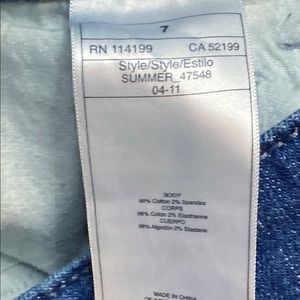 7
RN 114199 CA 52199
Style/Style/Estilo
SUMMER_47548
04-11
BODY
98% Cotton 2% Spandex
CORPS
98% Coton 2% Elasthanne
CUERPO
98% Algodón 2% Elastano
MADE IN